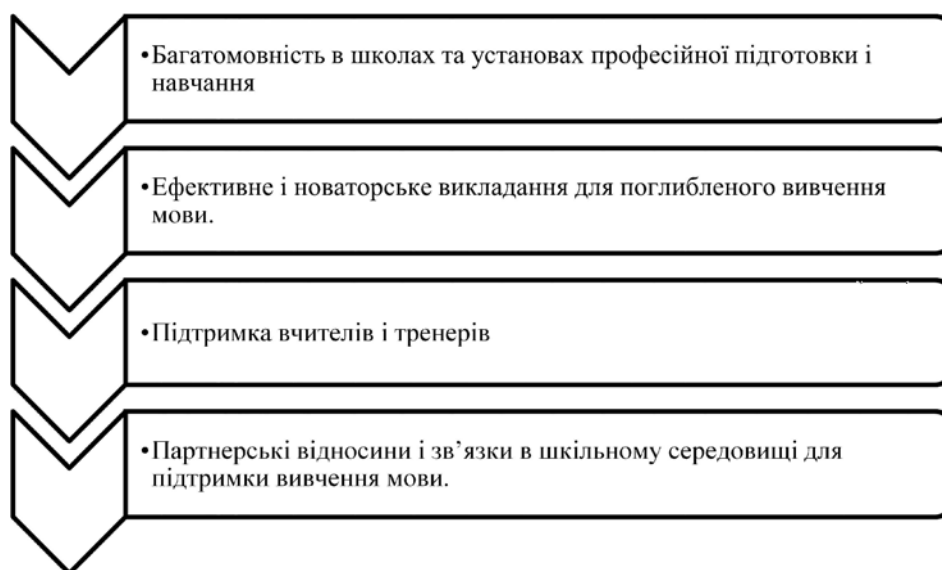 •Багатомовність в школах та установах професійної підготовки і
навчання
•Ефективне і новаторське викладання для поглибленого вивчення
мови.
•Підтримка вчителів і тренерів
•Партнерські відносини і зв’язки в шкільному середовищі для
підтримки вивчення мови.